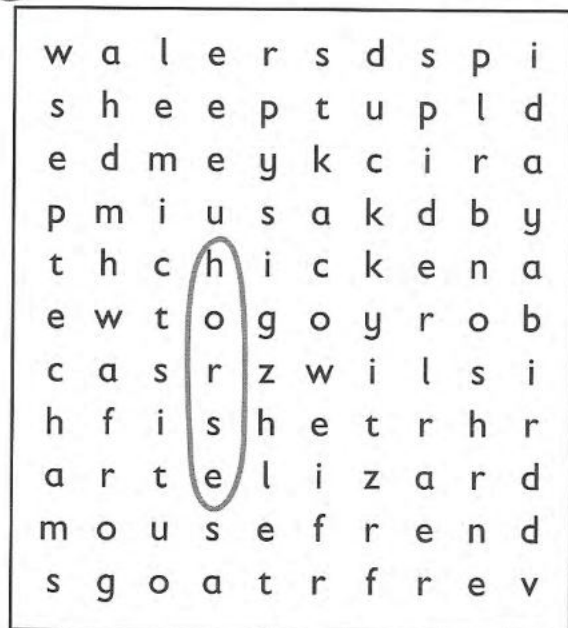 w a l e r s d s p i
s h e e p t u p l d
e d m e y k c i r a
p m i u s a k d b y
t h c h i c k e n a
e w t o g o y r o b
c a s r z w i l s i
h f i s h e t r h r
a r t e l i z a r d
m o u s e f r e n d
s g o a t r f r e v